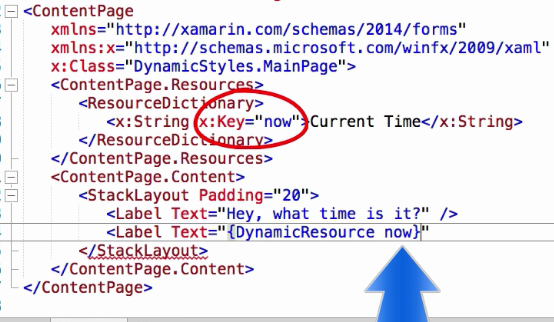 <ContentPage
xmlns="http://xamarin.com/schemas/2014/forms"
xmlns:x="http://schemas.microsoft.com/winfx/2009/xaml"
x:Class="DynamicStyles.MainPage">
<ContentPage.Resources>
<ResourceDictionary>
<x:String x:Key="now">Current Time</x:String>
</ResourceDictionary>
</ContentPage.Resources>
<ContentPage.Content>
<StackLayout Padding="20">
<Label Text="Hey, what time is it?" />
<Label Text="{DynamicResource now}"
</StackLayout>
</ContentPage.Content>
</ContentPage>